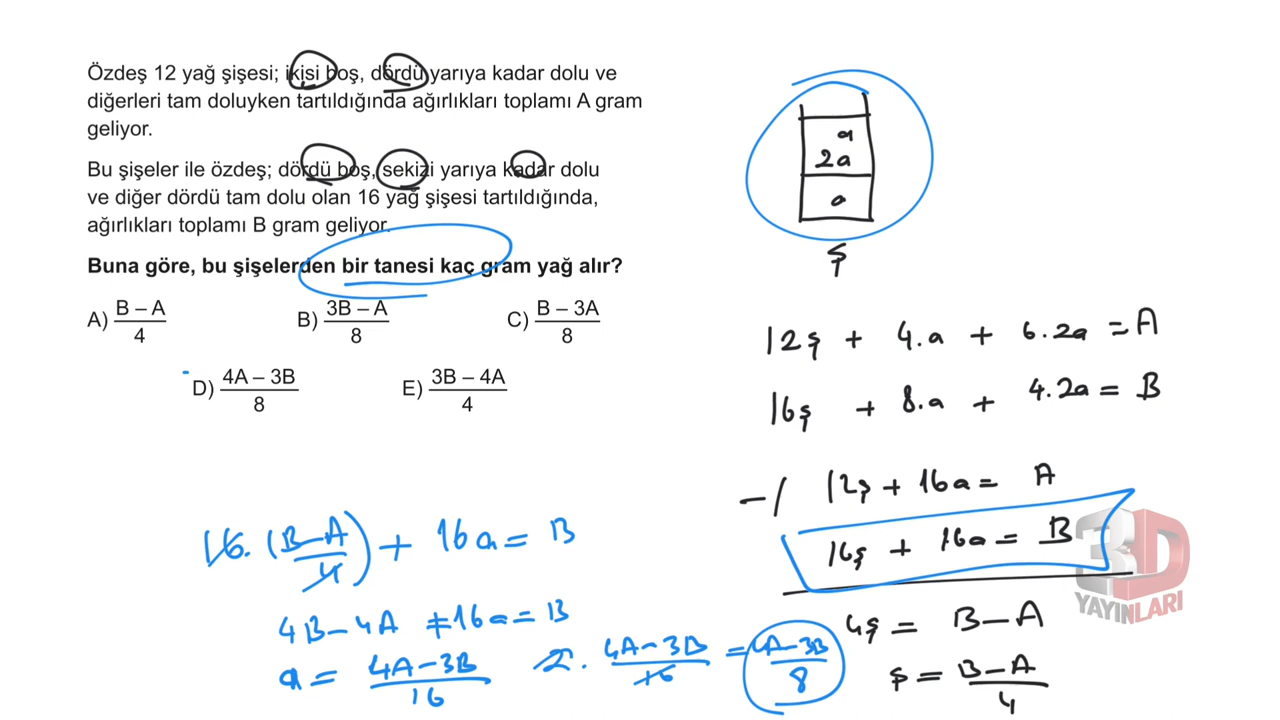 Özdeş 12 yağ şişesi; ikisi boş, dördü yarıya kadar dolu ve
diğerleri tam doluyken tartıldığında ağırlıkları toplamı A gram
geliyor.
Bu şişeler ile özdeş; dördü boş, sekizi yarıya kadar dolu
ve diğer dördü tam dolu olan 16 yağ şişesi tartıldığında,
ağırlıkları toplamı B gram geliyor.
Buna göre, bu şişelerden bir tanesi kaç gram yağ alır?
A) B – A / 4 B) 3B – A / 8 C) B – 3A / 8
D) 4A – 3B / 8 E) 3B – 4A / 4
a
2a
a
ş
12ş + 4.a + 6.2a = A
16ş + 8.a + 4.2a = B
-/ 12ş + 16a = A
16ş + 16a = B
4ş = B-A
ş = B-A / 4
16. (B-A / 4) + 16a = B
4B-4A + 16a = B
a = 4A-3B / 16
2. 4A-3B / 16 = 4A-3B / 8
3D
YAYINLARI